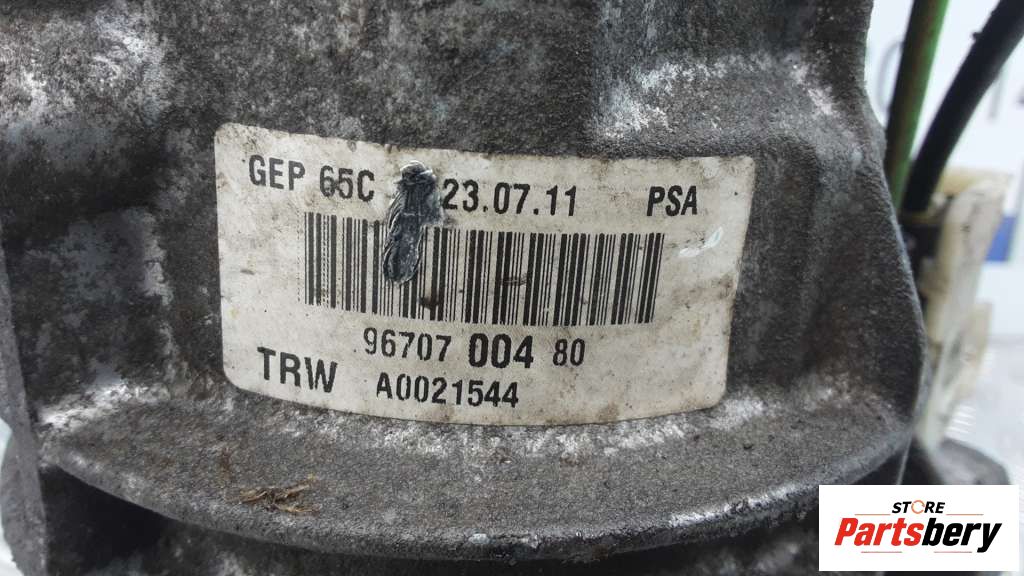 GEP 65C 23.07.11 PSA
96707 004 80
TRW A0021544
STORE
Partsbery